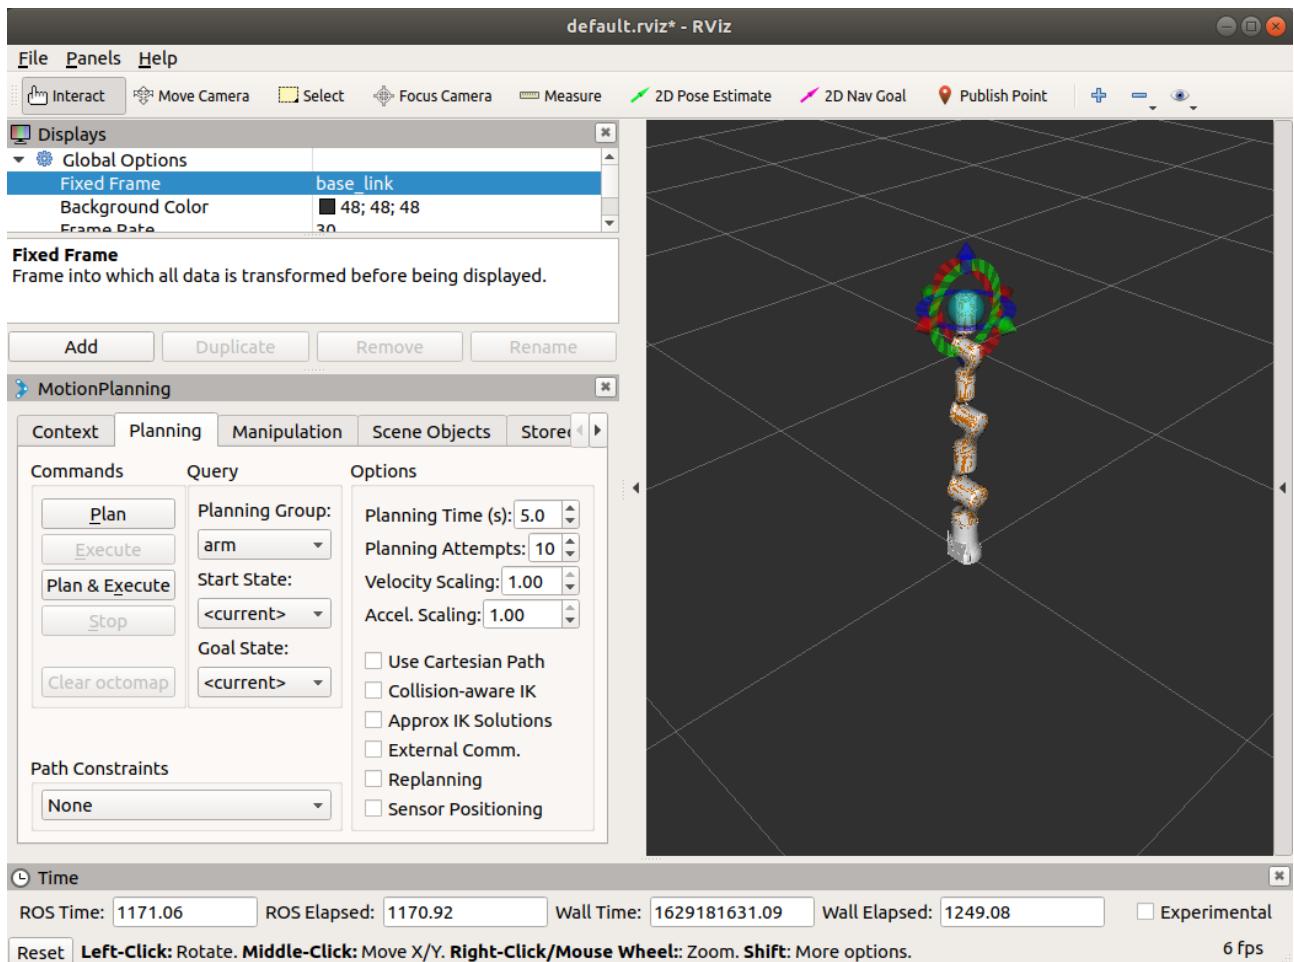 default.rviz* - RViz
File Panels Help
Interact Move Camera Select Focus Camera Measure 2D Pose Estimate 2D Nav Goal Publish Point
Displays
Global Options
Fixed Frame base_link
Background Color 48; 48; 48
Frame Rate 30
Fixed Frame
Frame into which all data is transformed before being displayed.
Add Duplicate Remove Rename
MotionPlanning
Context Planning Manipulation Scene Objects Stored
Commands Query Options
Plan
Execute
Plan & Execute
Stop
Clear octomap
Planning Group:
arm
Start State:
<current>
Goal State:
<current>
Planning Time (s): 5.0
Planning Attempts: 10
Velocity Scaling: 1.00
Accel. Scaling: 1.00
Use Cartesian Path
Collision-aware IK
Approx IK Solutions
External Comm.
Replanning
Sensor Positioning
Path Constraints
None
Time
ROS Time: 1171.06 ROS Elapsed: 1170.92 Wall Time: 1629181631.09 Wall Elapsed: 1249.08 Experimental
Reset Left-Click: Rotate. Middle-Click: Move X/Y. Right-Click/Mouse Wheel:: Zoom. Shift: More options. 6 fps